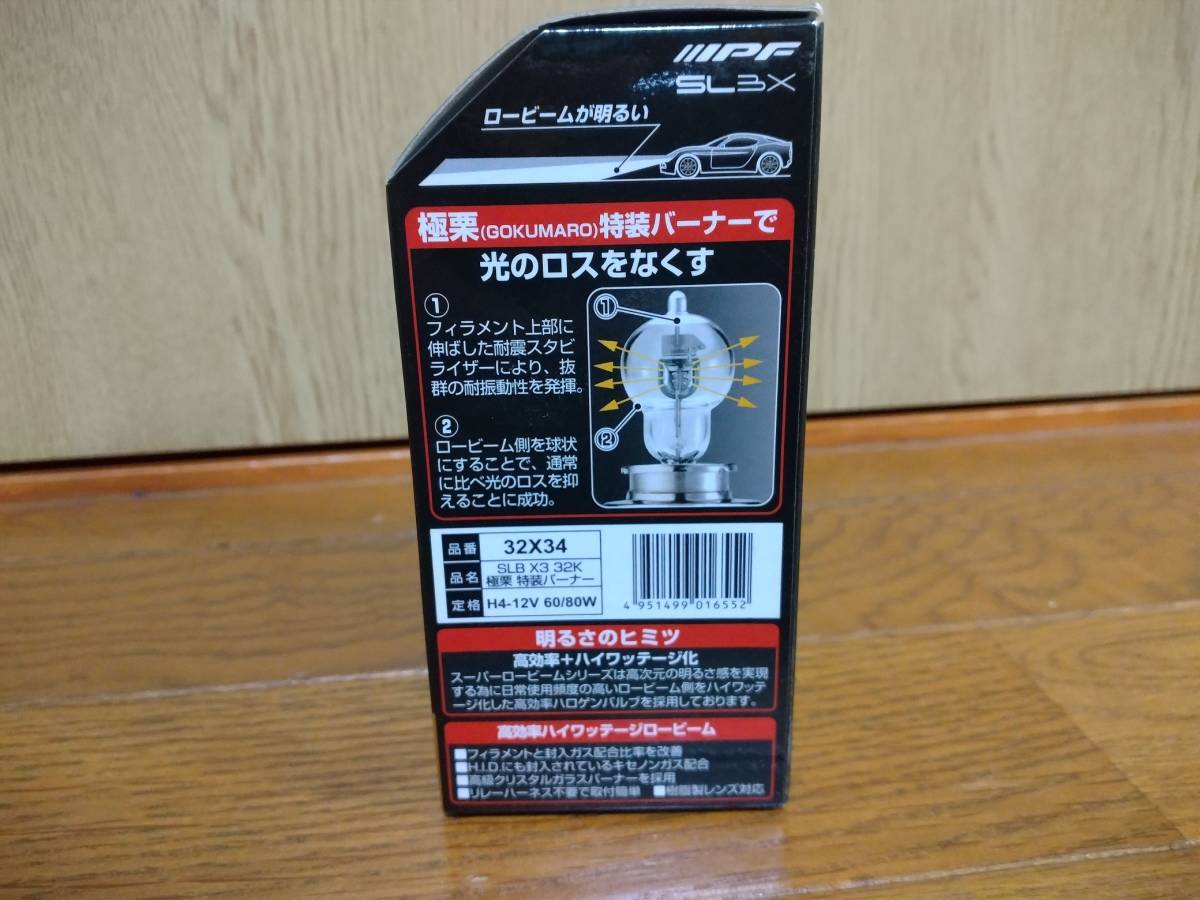 IPF
SLBX
ロービームが明るい
極栗(GOKUMARO)特装バーナーで
光のロスをなくす
①
フィラメント上部に
伸ばした耐震スタビ
ライザーにより、抜
群の耐振動性を発揮。
②
ロービーム側を球状
にすることで、通常
に比べ光のロスを抑
えることに成功。
①
②
品番 32X34
品名 SLB X3 32K
極栗 特装バーナー
定格 H4-12V 60/80W
4 951499 016552
明るさのヒミツ
高効率+ハイワッテージ化
スーパーロービームシリーズは高次元の明るさ感を実現
する為に日常使用頻度の高いロービーム側をハイワッテ
ージ化した高効率ハロゲンバルブを採用しております。
高効率ハイワッテージロービーム
■フィラメントと封入ガス配合比率を改善
■H.I.D.にも封入されているキセノンガス配合
■高級クリスタルガラスバーナーを採用
■リレーハーネス不要で取付簡単 ■樹脂製レンズ対応